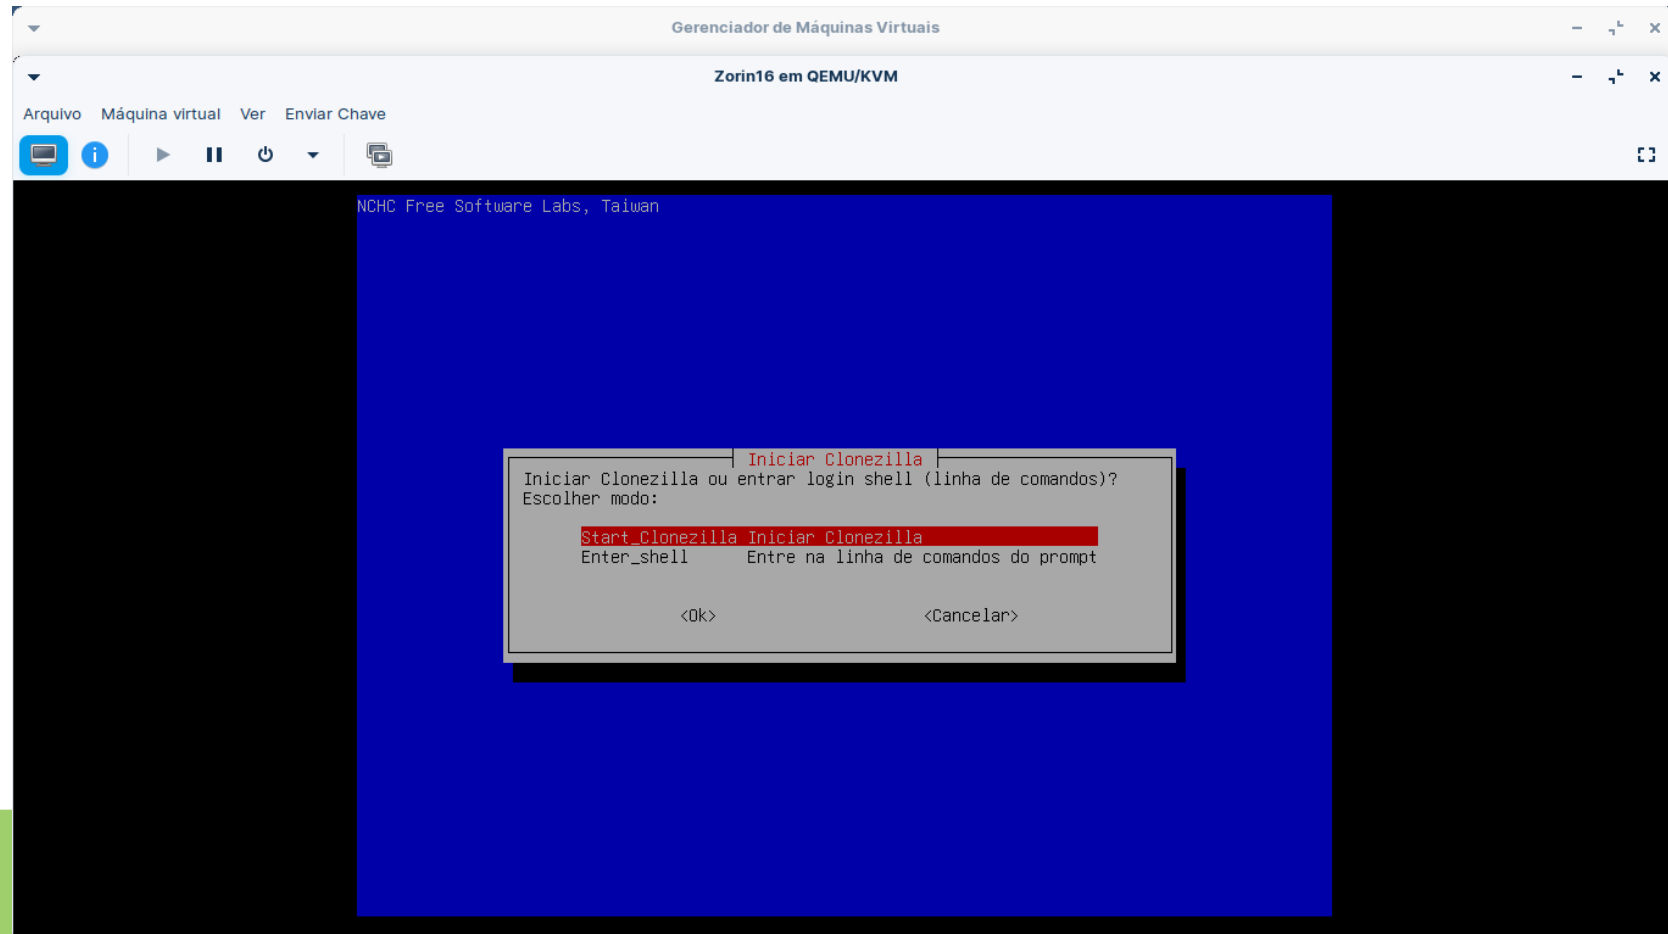 Gerenciador de Máquinas Virtuais
Zorin16 em QEMU/KVM
Arquivo Máquina virtual Ver Enviar Chave
NCHC Free Software Labs, Taiwan
Iniciar Clonezilla
Iniciar Clonezilla ou entrar login shell (linha de comandos)?
Escolher modo:
Start_Clonezilla Iniciar Clonezilla
Enter_shell Entre na linha de comandos do prompt
<Ok> <Cancelar>